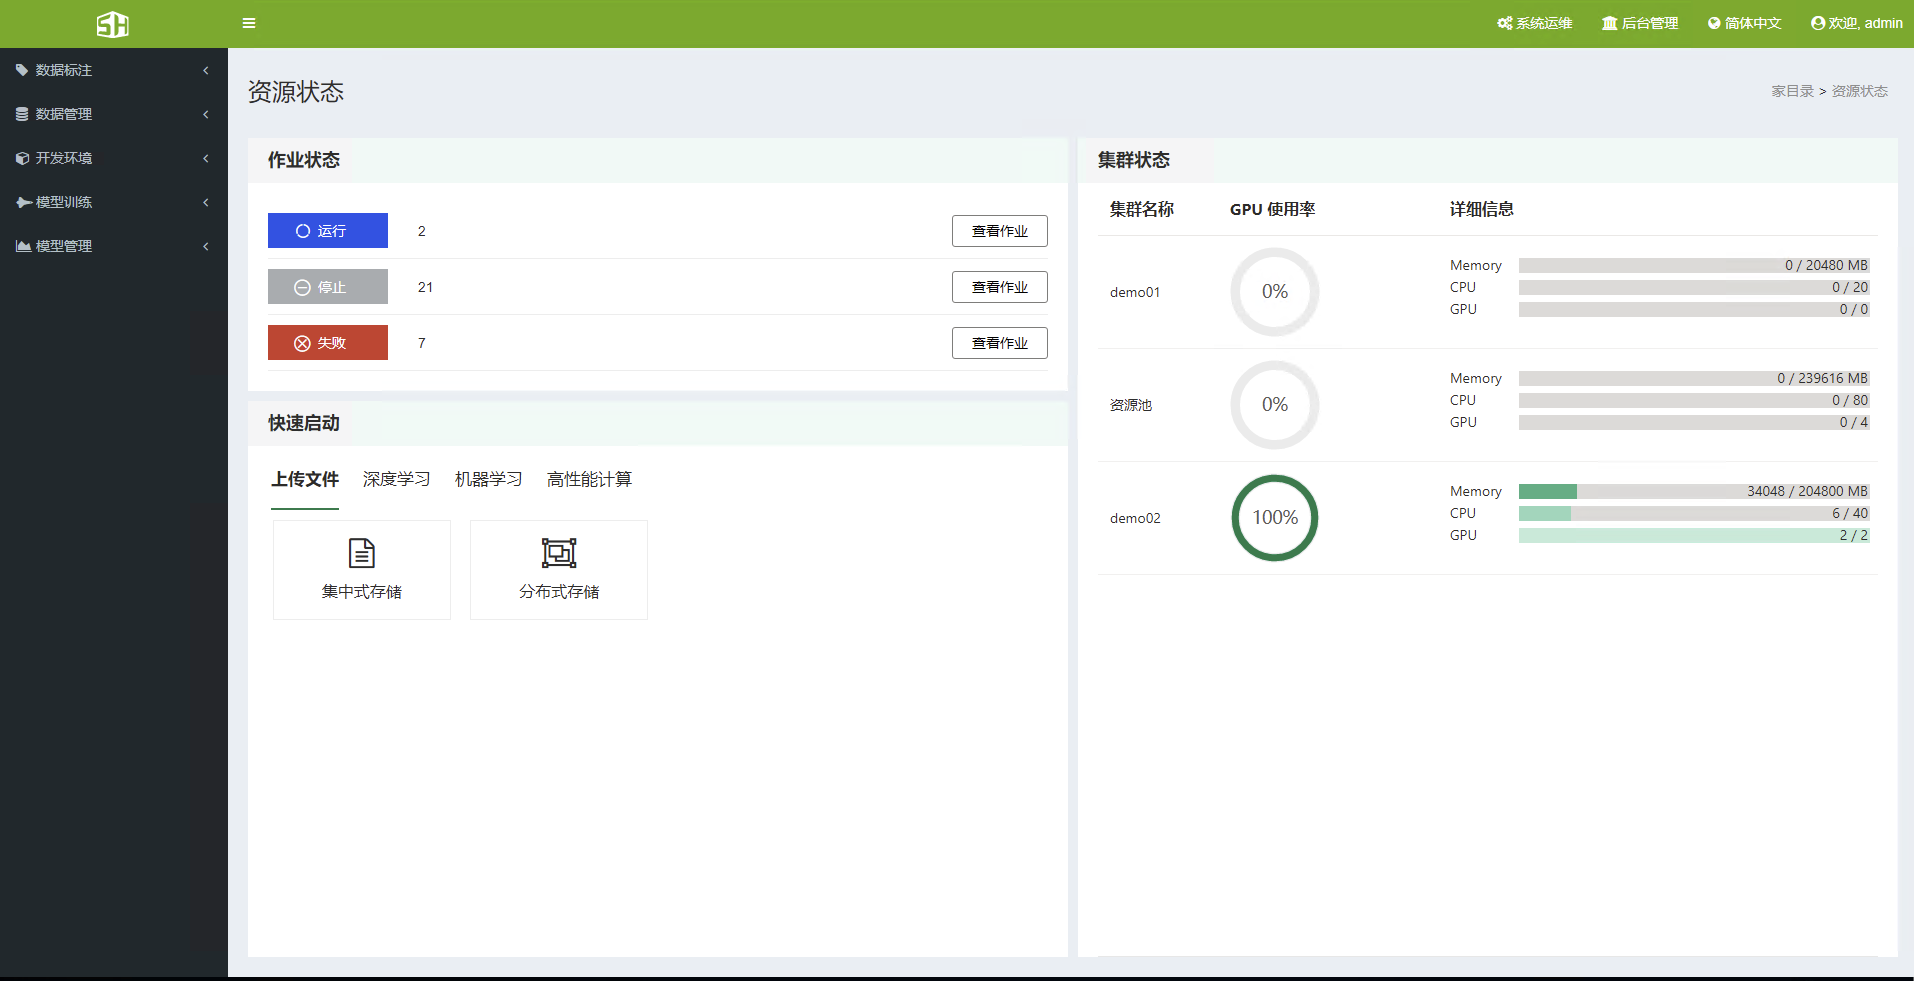 SH
系统运维 后台管理 简体中文 欢迎, admin
数据标注
数据管理
开发环境
模型训练
模型管理
资源状态
家目录 > 资源状态
作业状态
运行 2 查看作业
停止 21 查看作业
失败 7 查看作业
快速启动
上传文件 深度学习 机器学习 高性能计算
集中式存储 分布式存储
集群状态
集群名称 GPU 使用率 详细信息
demo01 0%
Memory 0 / 20480 MB
CPU 0 / 20
GPU 0 / 0
资源池 0%
Memory 0 / 239616 MB
CPU 0 / 80
GPU 0 / 4
demo02 100%
Memory 34048 / 204800 MB
CPU 6 / 40
GPU 2 / 2